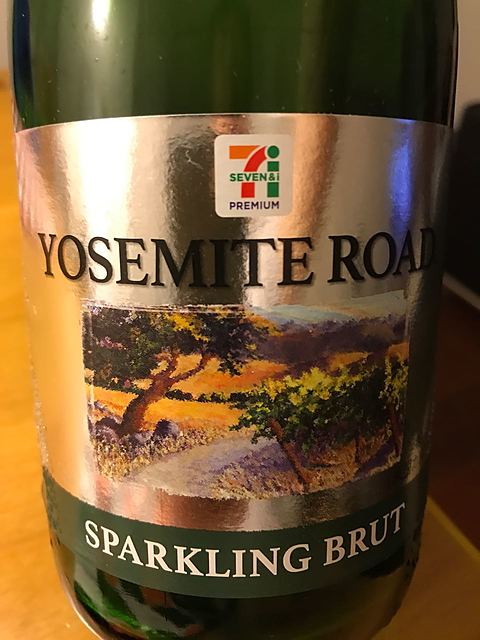 7i
SEVEN&i
PREMIUM
YOSEMITE ROAD
SPARKLING BRUT